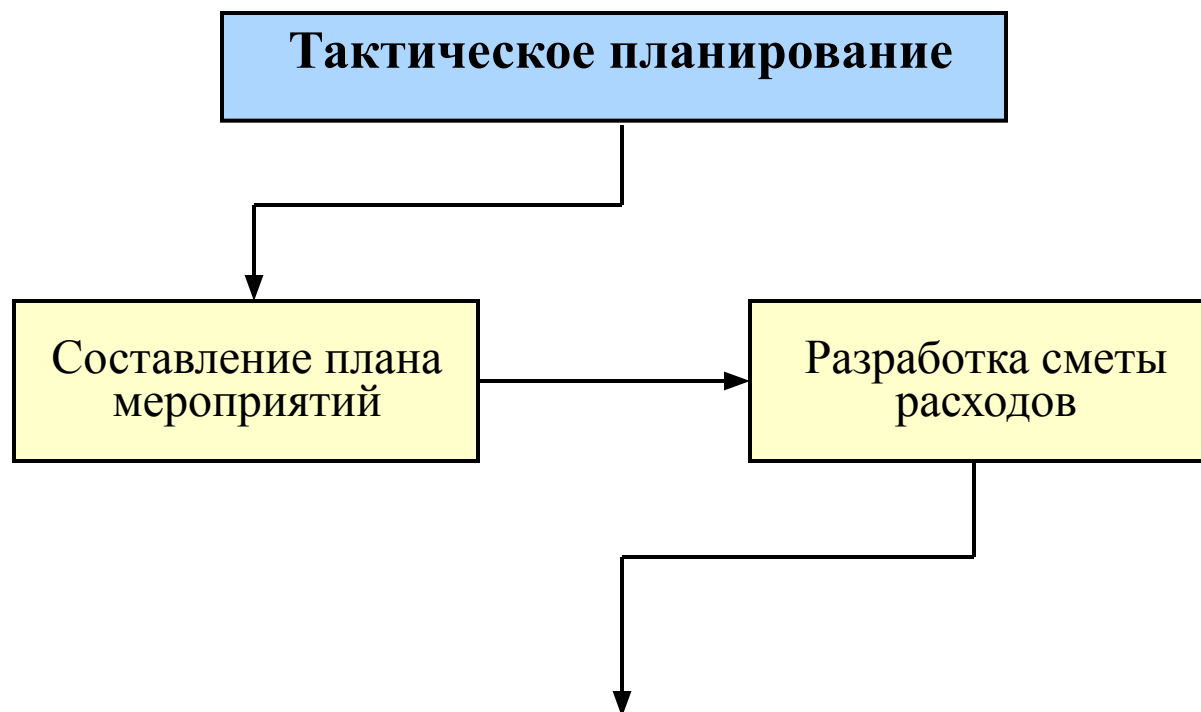 Тактическое планирование
Составление плана
мероприятий
Разработка сметы
расходов